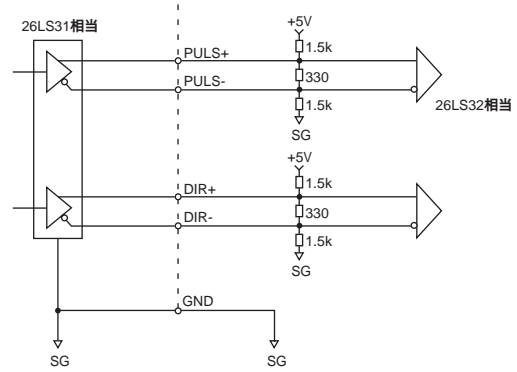 26LS31相当
+5V
1.5k
PULS+
330
PULS-
1.5k
26LS32相当
SG
+5V
1.5k
DIR+
330
DIR-
1.5k
SG
GND
SG
SG